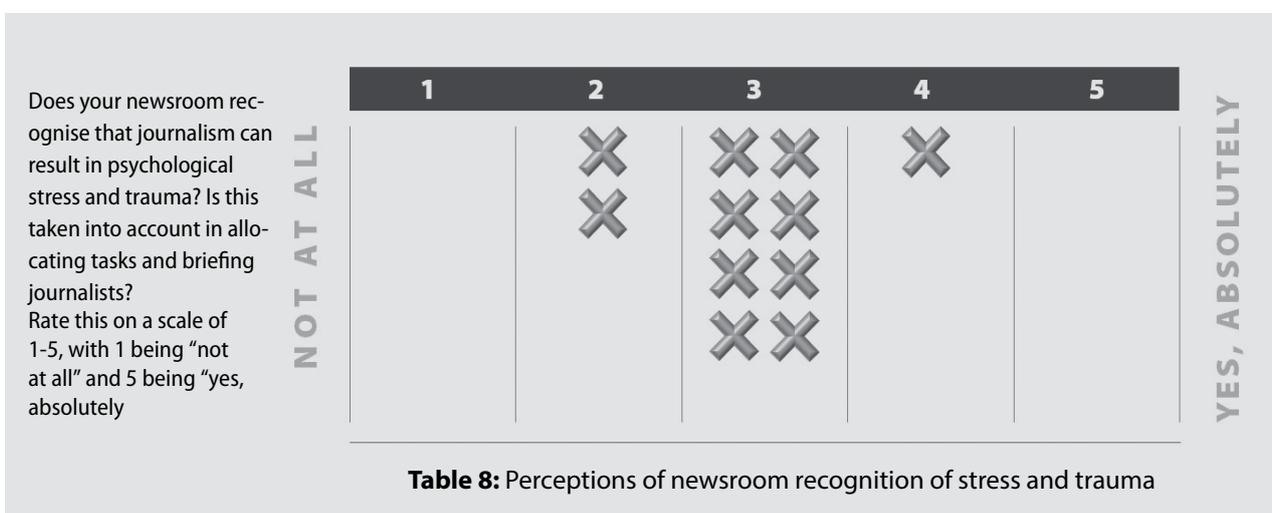 Does your newsroom rec-
ognise that journalism can
result in psychological
stress and trauma? Is this
taken into account in allo-
cating tasks and briefing
journalists?
Rate this on a scale of
1-5, with 1 being “not
at all” and 5 being “yes,
absolutely
NOT AT ALL
1 2 3 4 5
YES, ABSOLUTELY
Table 8: Perceptions of newsroom recognition of stress and trauma